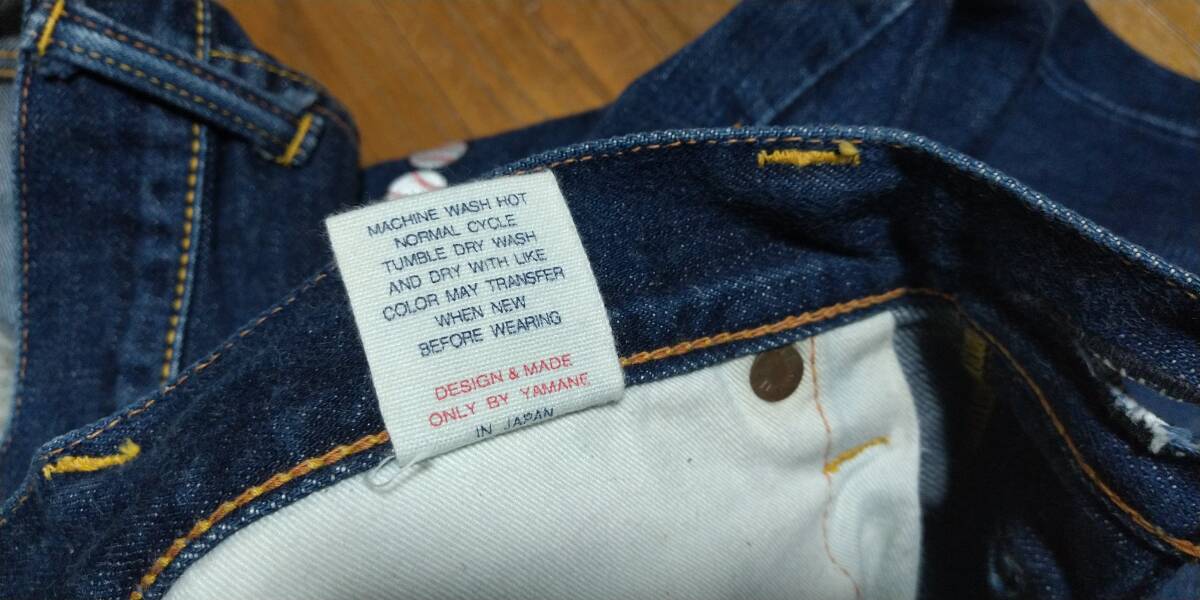 MACHINE WASH HOT
NORMAL CYCLE
TUMBLE DRY WASH
AND DRY WITH LIKE
COLOR MAY TRANSFER
WHEN NEW
BEFORE WEARING
DESIGN & MADE
ONLY BY YAMANE
IN JAPAN